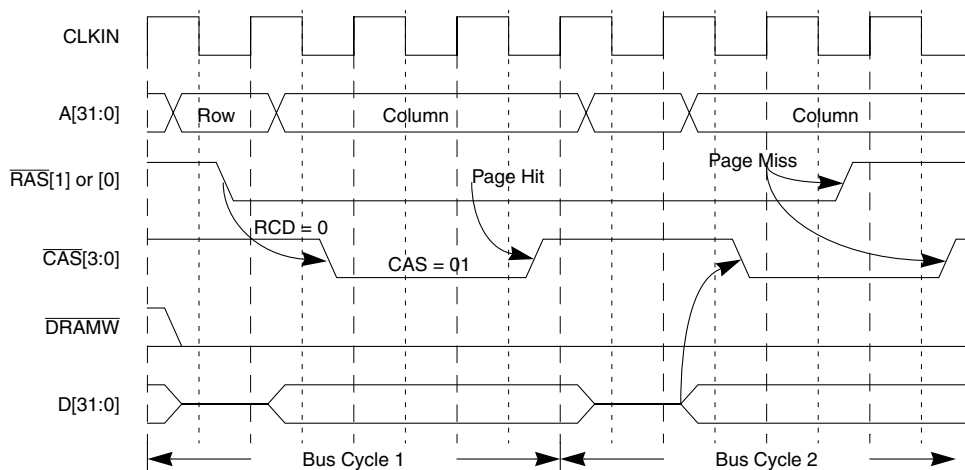 CLKIN
A[31:0]
Row
Column
Column
RAS[1] or [0]
Page Hit
Page Miss
RCD = 0
CAS[3:0]
CAS = 01
DRAMW
D[31:0]
Bus Cycle 1
Bus Cycle 2